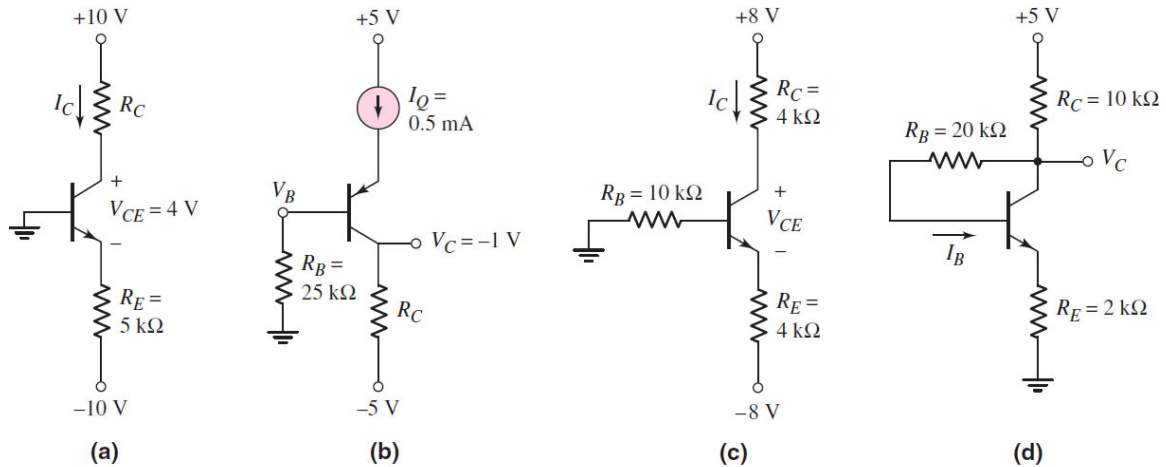 +10 V
I_C
R_C
+
V_CE = 4 V
–
R_E =
5 kΩ
–10 V
(a)
+5 V
I_Q =
0.5 mA
V_B
V_C = –1 V
R_B =
25 kΩ
R_C
–5 V
(b)
+8 V
I_C
R_C =
4 kΩ
R_B = 10 kΩ
+
V_CE
–
R_E =
4 kΩ
–8 V
(c)
+5 V
R_C = 10 kΩ
R_B = 20 kΩ
V_C
I_B
R_E = 2 kΩ
(d)